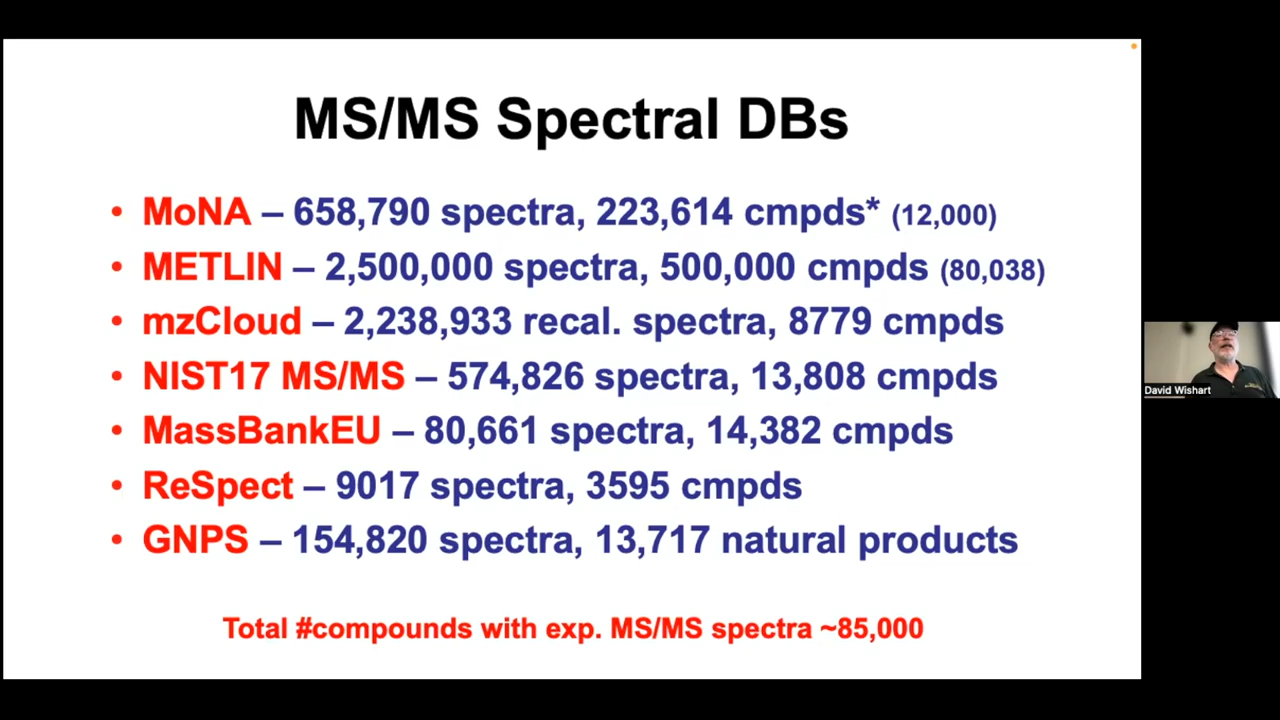 MS/MS Spectral DBs
• MoNA – 658,790 spectra, 223,614 cmpds* (12,000)
• METLIN – 2,500,000 spectra, 500,000 cmpds (80,038)
• mzCloud – 2,238,933 recal. spectra, 8779 cmpds
• NIST17 MS/MS – 574,826 spectra, 13,808 cmpds
• MassBankEU – 80,661 spectra, 14,382 cmpds
• ReSpect – 9017 spectra, 3595 cmpds
• GNPS – 154,820 spectra, 13,717 natural products
Total #compounds with exp. MS/MS spectra ~85,000
David Wishart